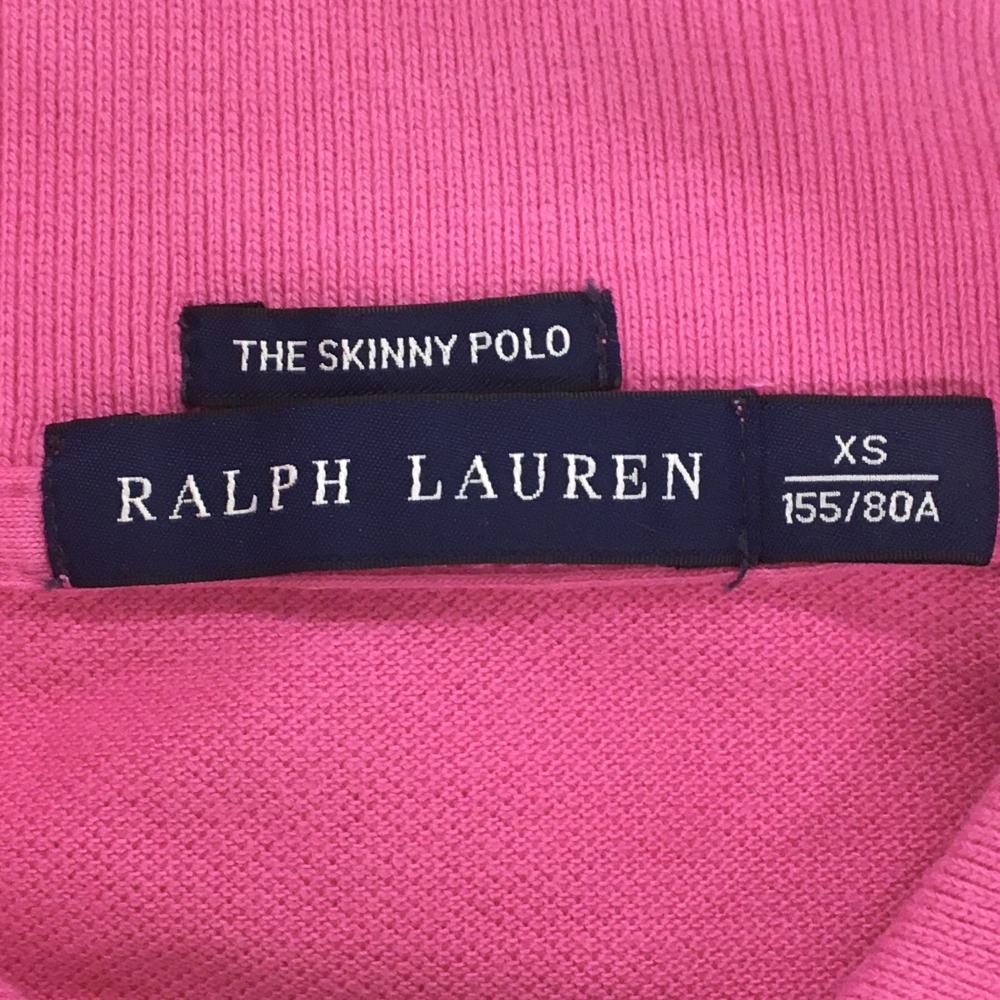 THE SKINNY POLO
RALPH LAUREN
XS
155/80A